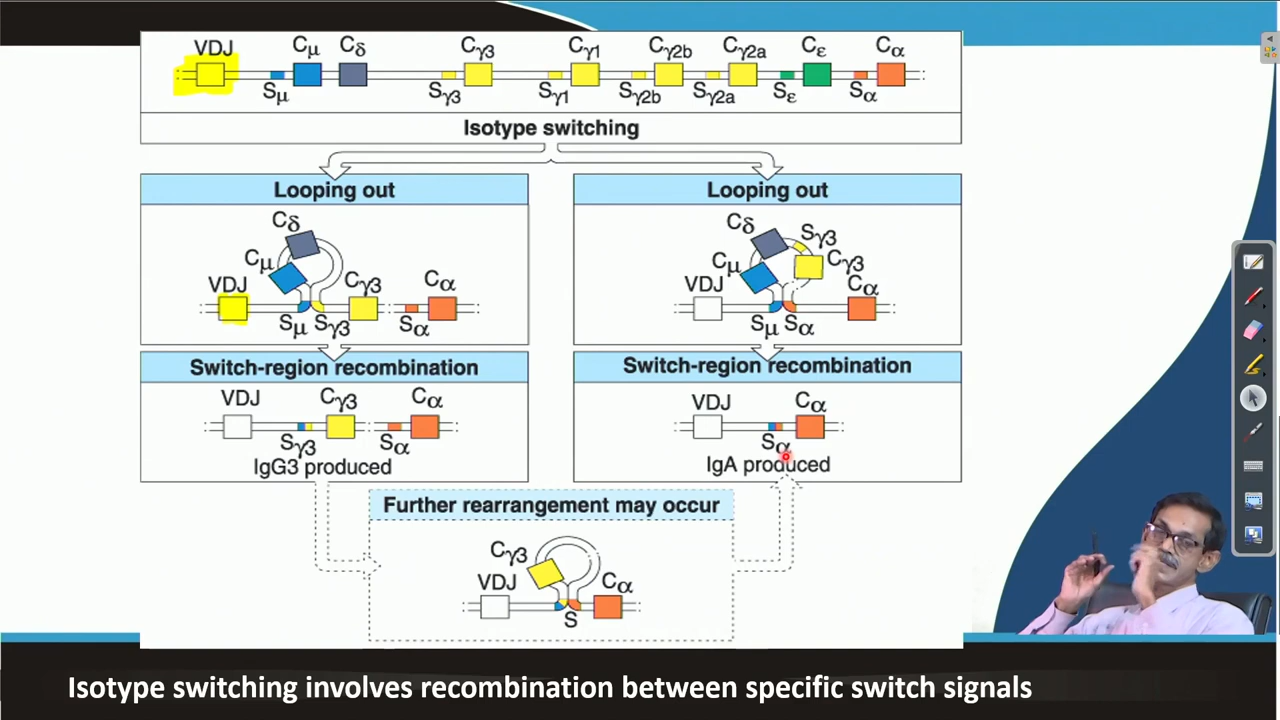 VDJ Cμ Cδ Cγ3 Cγ1 Cγ2b Cγ2a Cε Cα
Sμ Sγ3 Sγ1 Sγ2b Sγ2a Sε Sα
Isotype switching
Looping out
Cδ
Cμ
VDJ Cγ3 Cα
Sμ Sγ3 Sα
Switch-region recombination
VDJ Cγ3 Cα
Sγ3 Sα
IgG3 produced
Looping out
Cδ Sγ3
Cμ Cγ3
VDJ Cα
Sμ Sα
Switch-region recombination
VDJ Cα
Sα
IgA produced
Further rearrangement may occur
Cγ3
VDJ Cα
S
Isotype switching involves recombination between specific switch signals